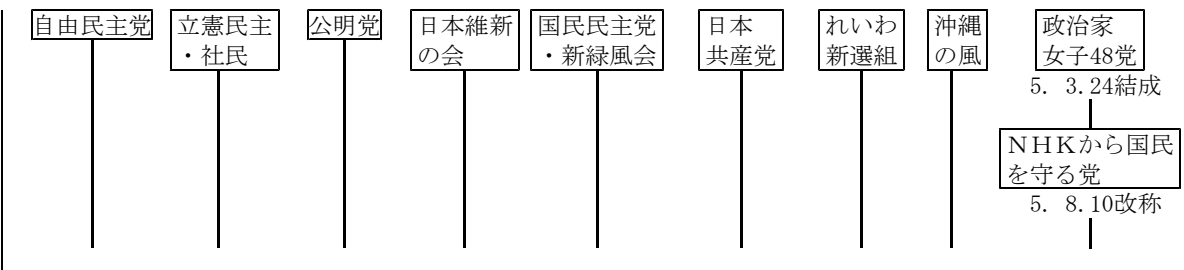 自由民主党
立憲民主
・社民
公明党
日本維新
の会
国民民主党
・新緑風会
日本
共産党
れいわ
新選組
沖縄
の風
政治家
女子48党
5. 3.24結成
ＮＨＫから国民
を守る党
5. 8.10改称